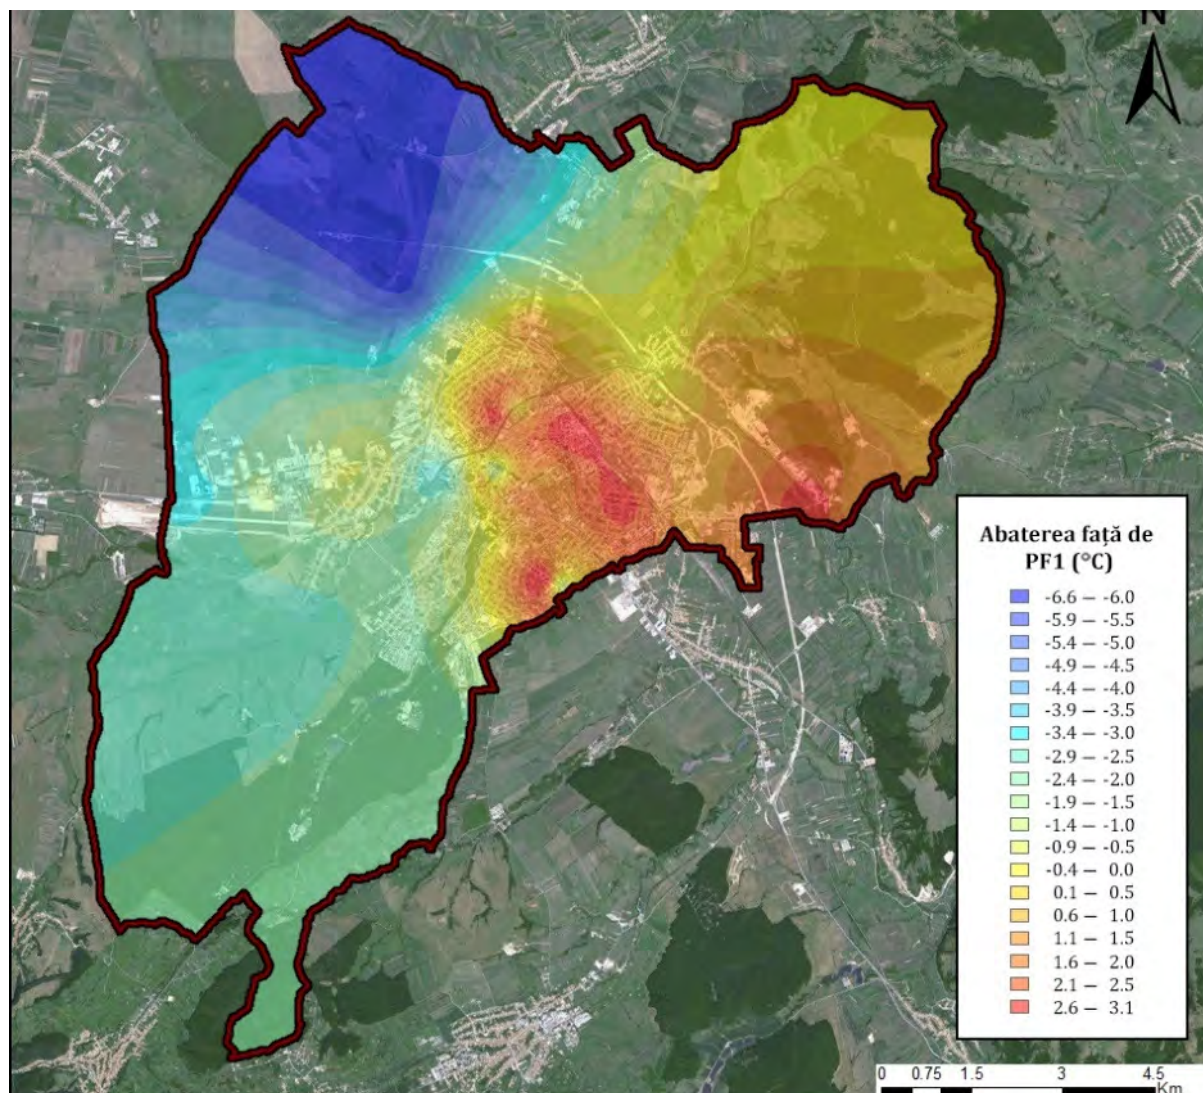 N
Abaterea față de
PF1 (°C)
-6.6 — -6.0
-5.9 — -5.5
-5.4 — -5.0
-4.9 — -4.5
-4.4 — -4.0
-3.9 — -3.5
-3.4 — -3.0
-2.9 — -2.5
-2.4 — -2.0
-1.9 — -1.5
-1.4 — -1.0
-0.9 — -0.5
-0.4 — 0.0
0.1 — 0.5
0.6 — 1.0
1.1 — 1.5
1.6 — 2.0
2.1 — 2.5
2.6 — 3.1
0 0.75 1.5 3 4.5
Km